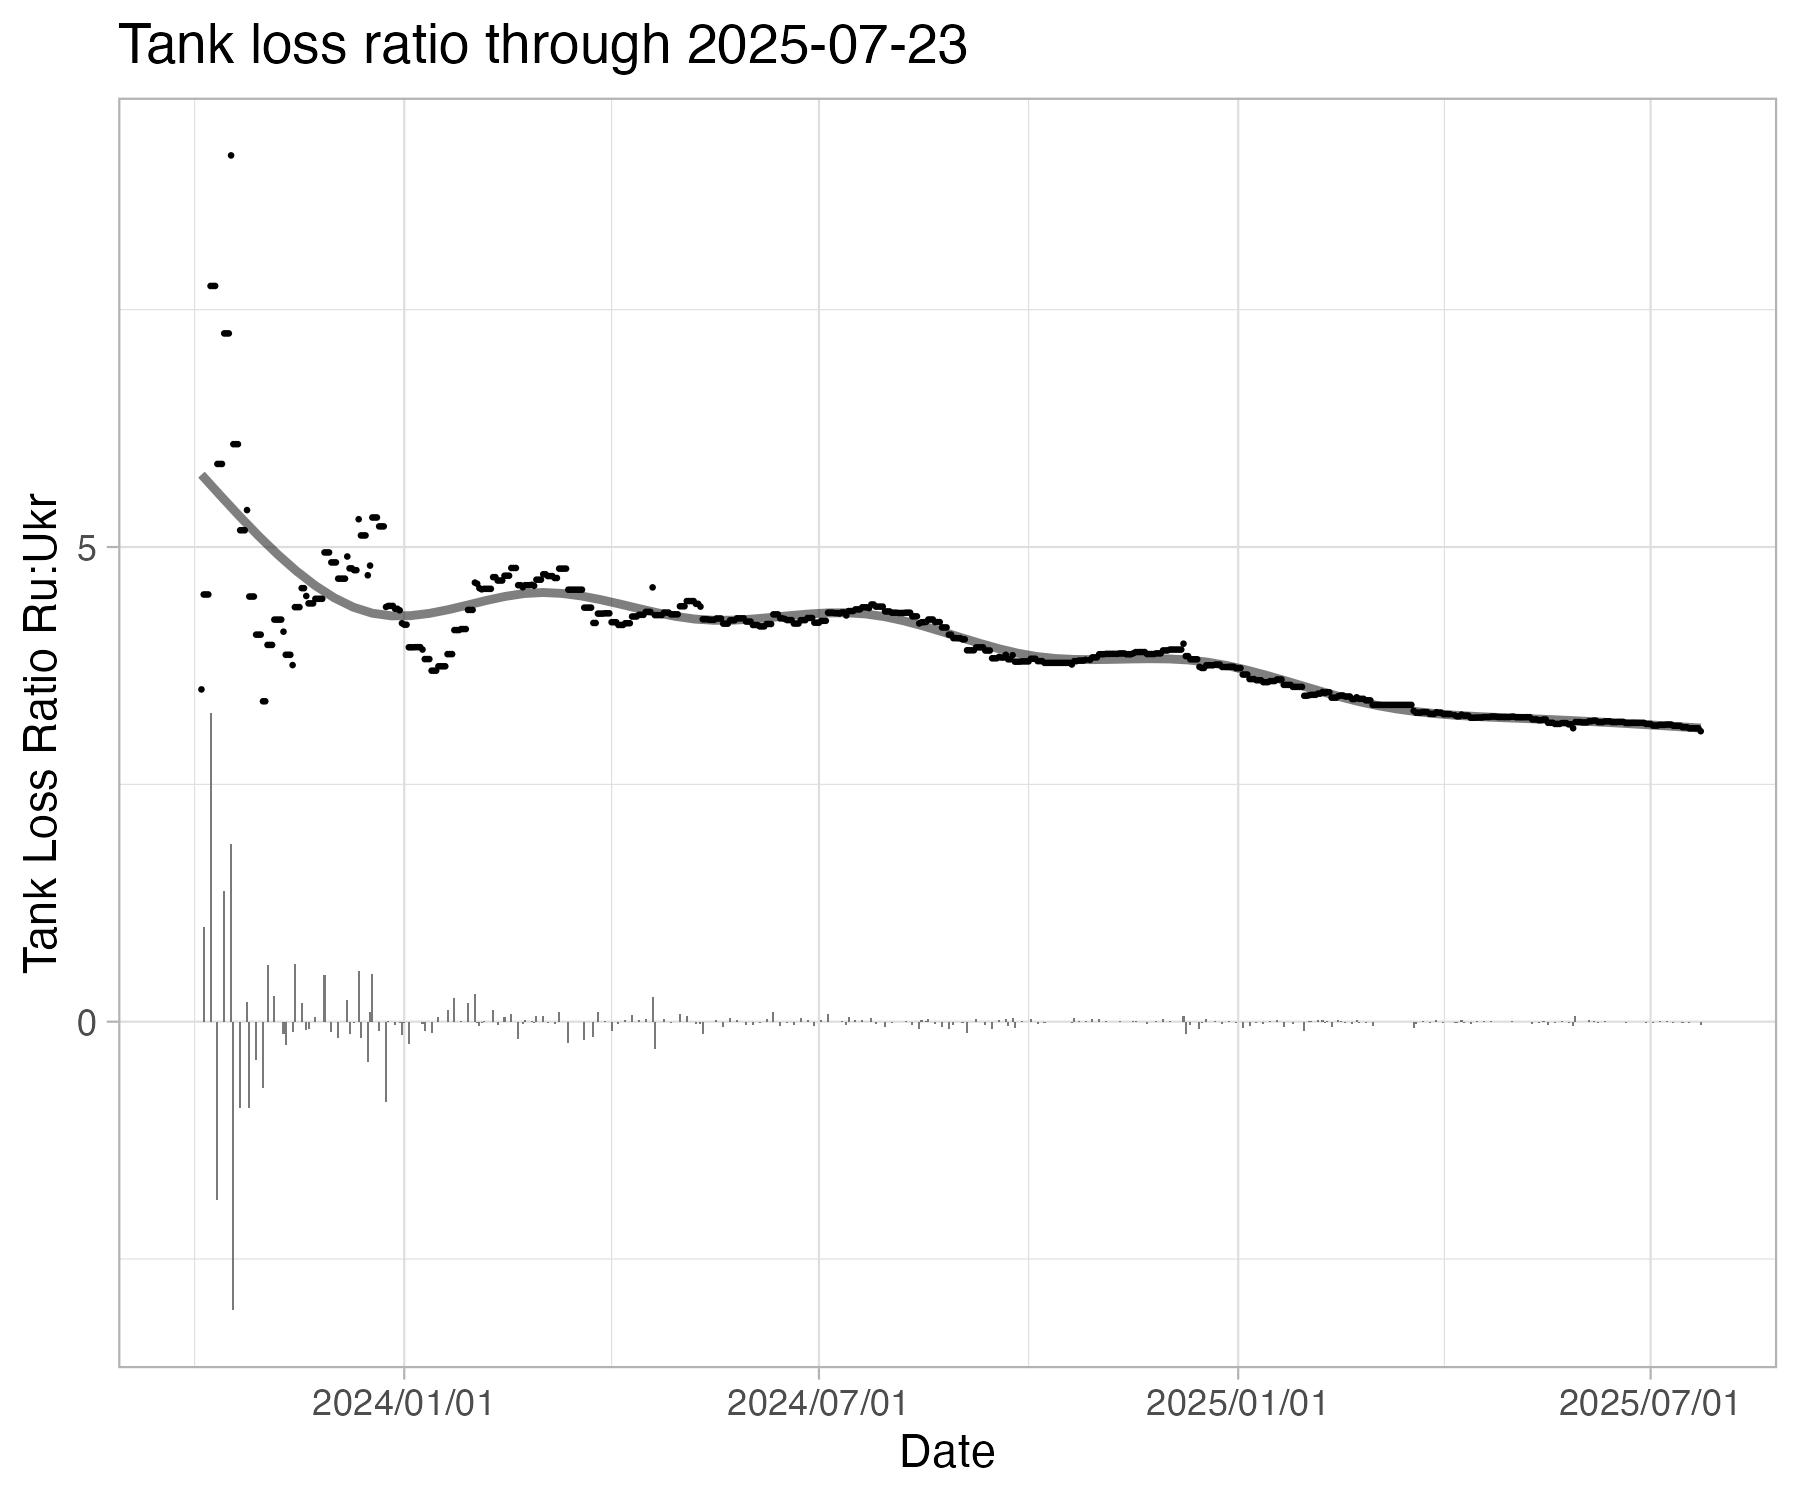 Tank loss ratio through 2025-07-23
Tank Loss Ratio Ru:Ukr
5
0
2024/01/01
2024/07/01
2025/01/01
2025/07/01
Date